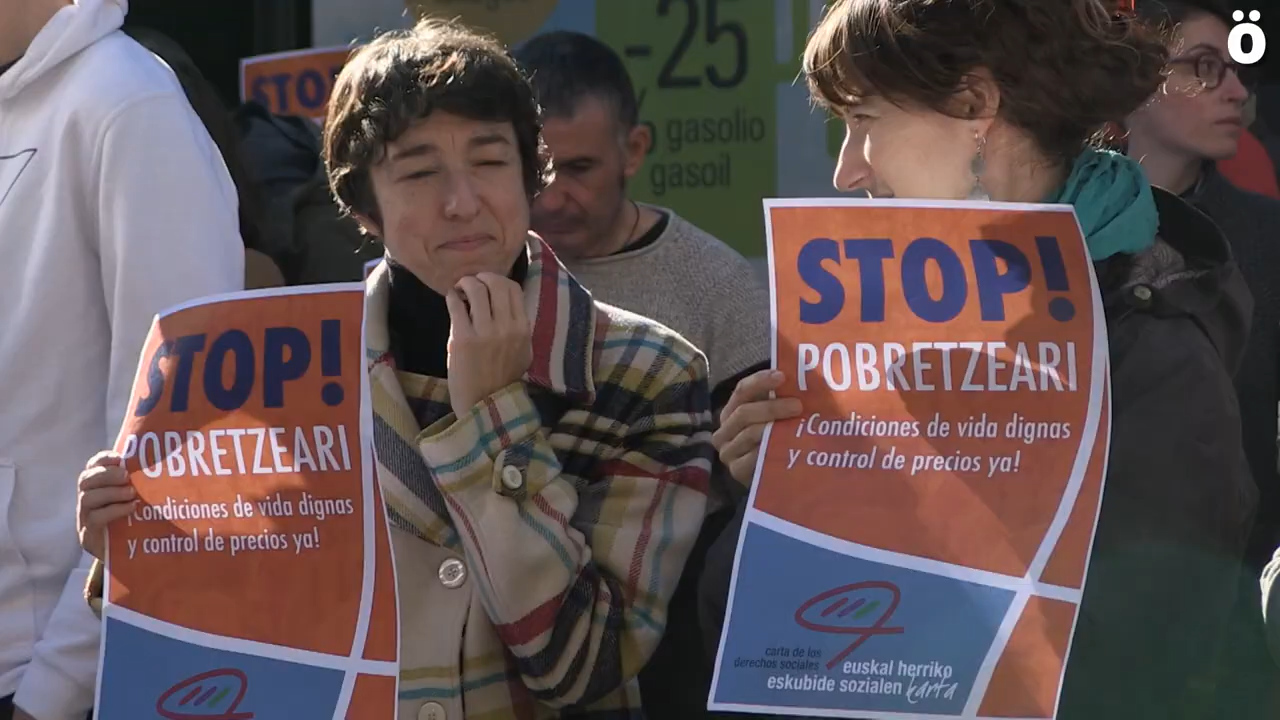 ö
-25
gasolio
gasoil
STOP
STOP!
POBRETZEARI
¡Condiciones de vida dignas
y control de precios ya!
STOP!
POBRETZEARI
¡Condiciones de vida dignas
y control de precios ya!
carta de los
derechos sociales
euskal herriko
eskubide sozialen karta